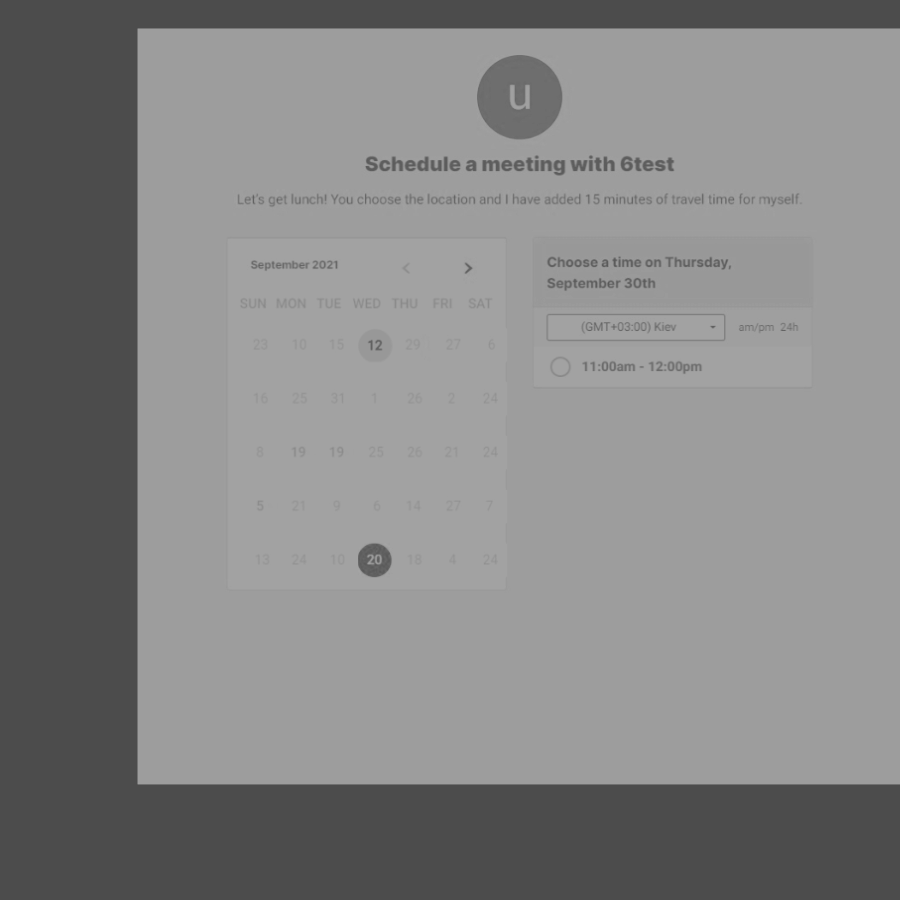 u
Schedule a meeting with 6test
Let's get lunch! You choose the location and I have added 15 minutes of travel time for myself.
September 2021
SUN MON TUE WED THU FRI SAT
23 10 15 12 29 27 6
16 25 31 1 26 2 24
8 19 19 25 26 21 24
5 21 9 6 14 27 7
13 24 10 20 18 4 24
Choose a time on Thursday,
September 30th
(GMT+03:00) Kiev am/pm 24h
11:00am - 12:00pm